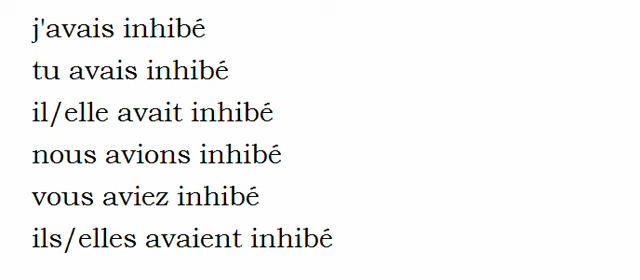 j'avais inhibé
tu avais inhibé
il/elle avait inhibé
nous avions inhibé
vous aviez inhibé
ils/elles avaient inhibé